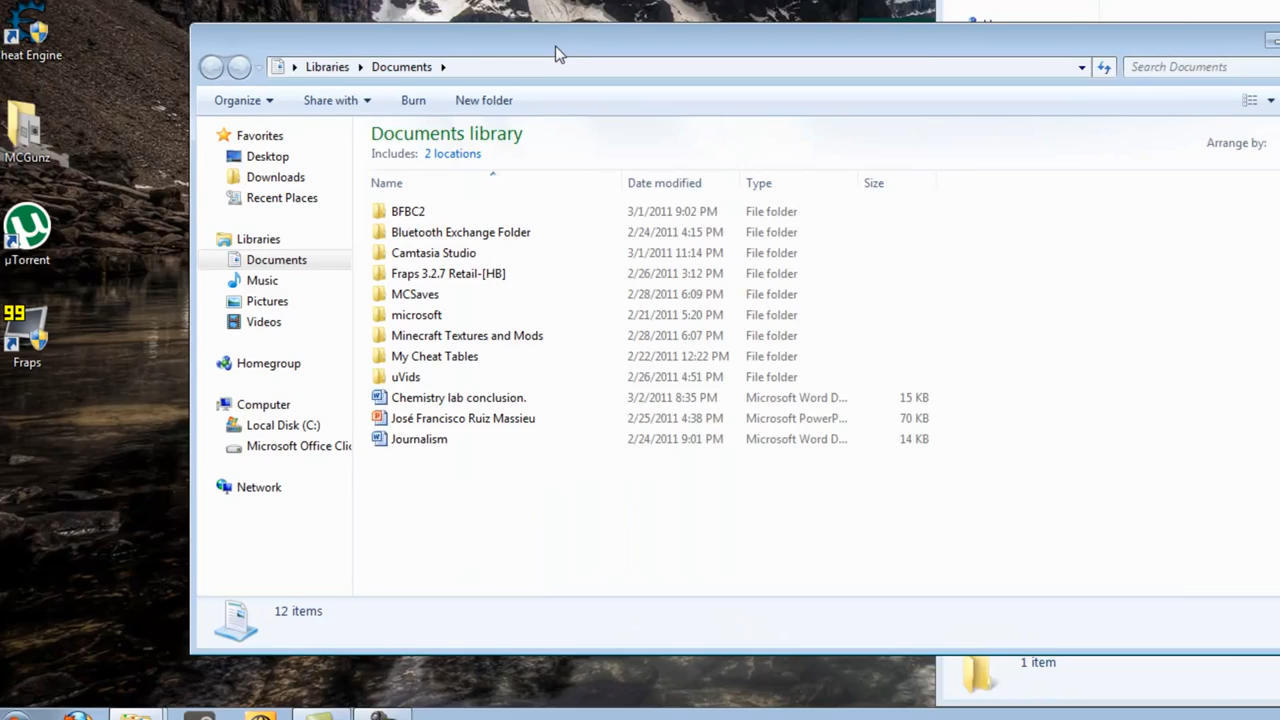 heat Engine
MCGunz
µTorrent
99
Fraps
Libraries Documents
Search Documents
Organize Share with Burn New folder
Favorites
Desktop
Downloads
Recent Places
Libraries
Documents
Music
Pictures
Videos
Homegroup
Computer
Local Disk (C:)
Microsoft Office Clic
Network
Documents library
Includes: 2 locations
Arrange by:
Name Date modified Type Size
BFBC2 3/1/2011 9:02 PM File folder
Bluetooth Exchange Folder 2/24/2011 4:15 PM File folder
Camtasia Studio 3/1/2011 11:14 PM File folder
Fraps 3.2.7 Retail-[HB] 2/26/2011 3:12 PM File folder
MCSaves 2/28/2011 6:09 PM File folder
microsoft 2/21/2011 5:20 PM File folder
Minecraft Textures and Mods 2/28/2011 6:07 PM File folder
My Cheat Tables 2/22/2011 12:22 PM File folder
uVids 2/26/2011 4:51 PM File folder
Chemistry lab conclusion. 3/2/2011 8:35 PM Microsoft Word D... 15 KB
José Francisco Ruiz Massieu 2/25/2011 4:38 PM Microsoft PowerP... 70 KB
Journalism 2/24/2011 9:01 PM Microsoft Word D... 14 KB
12 items
1 item